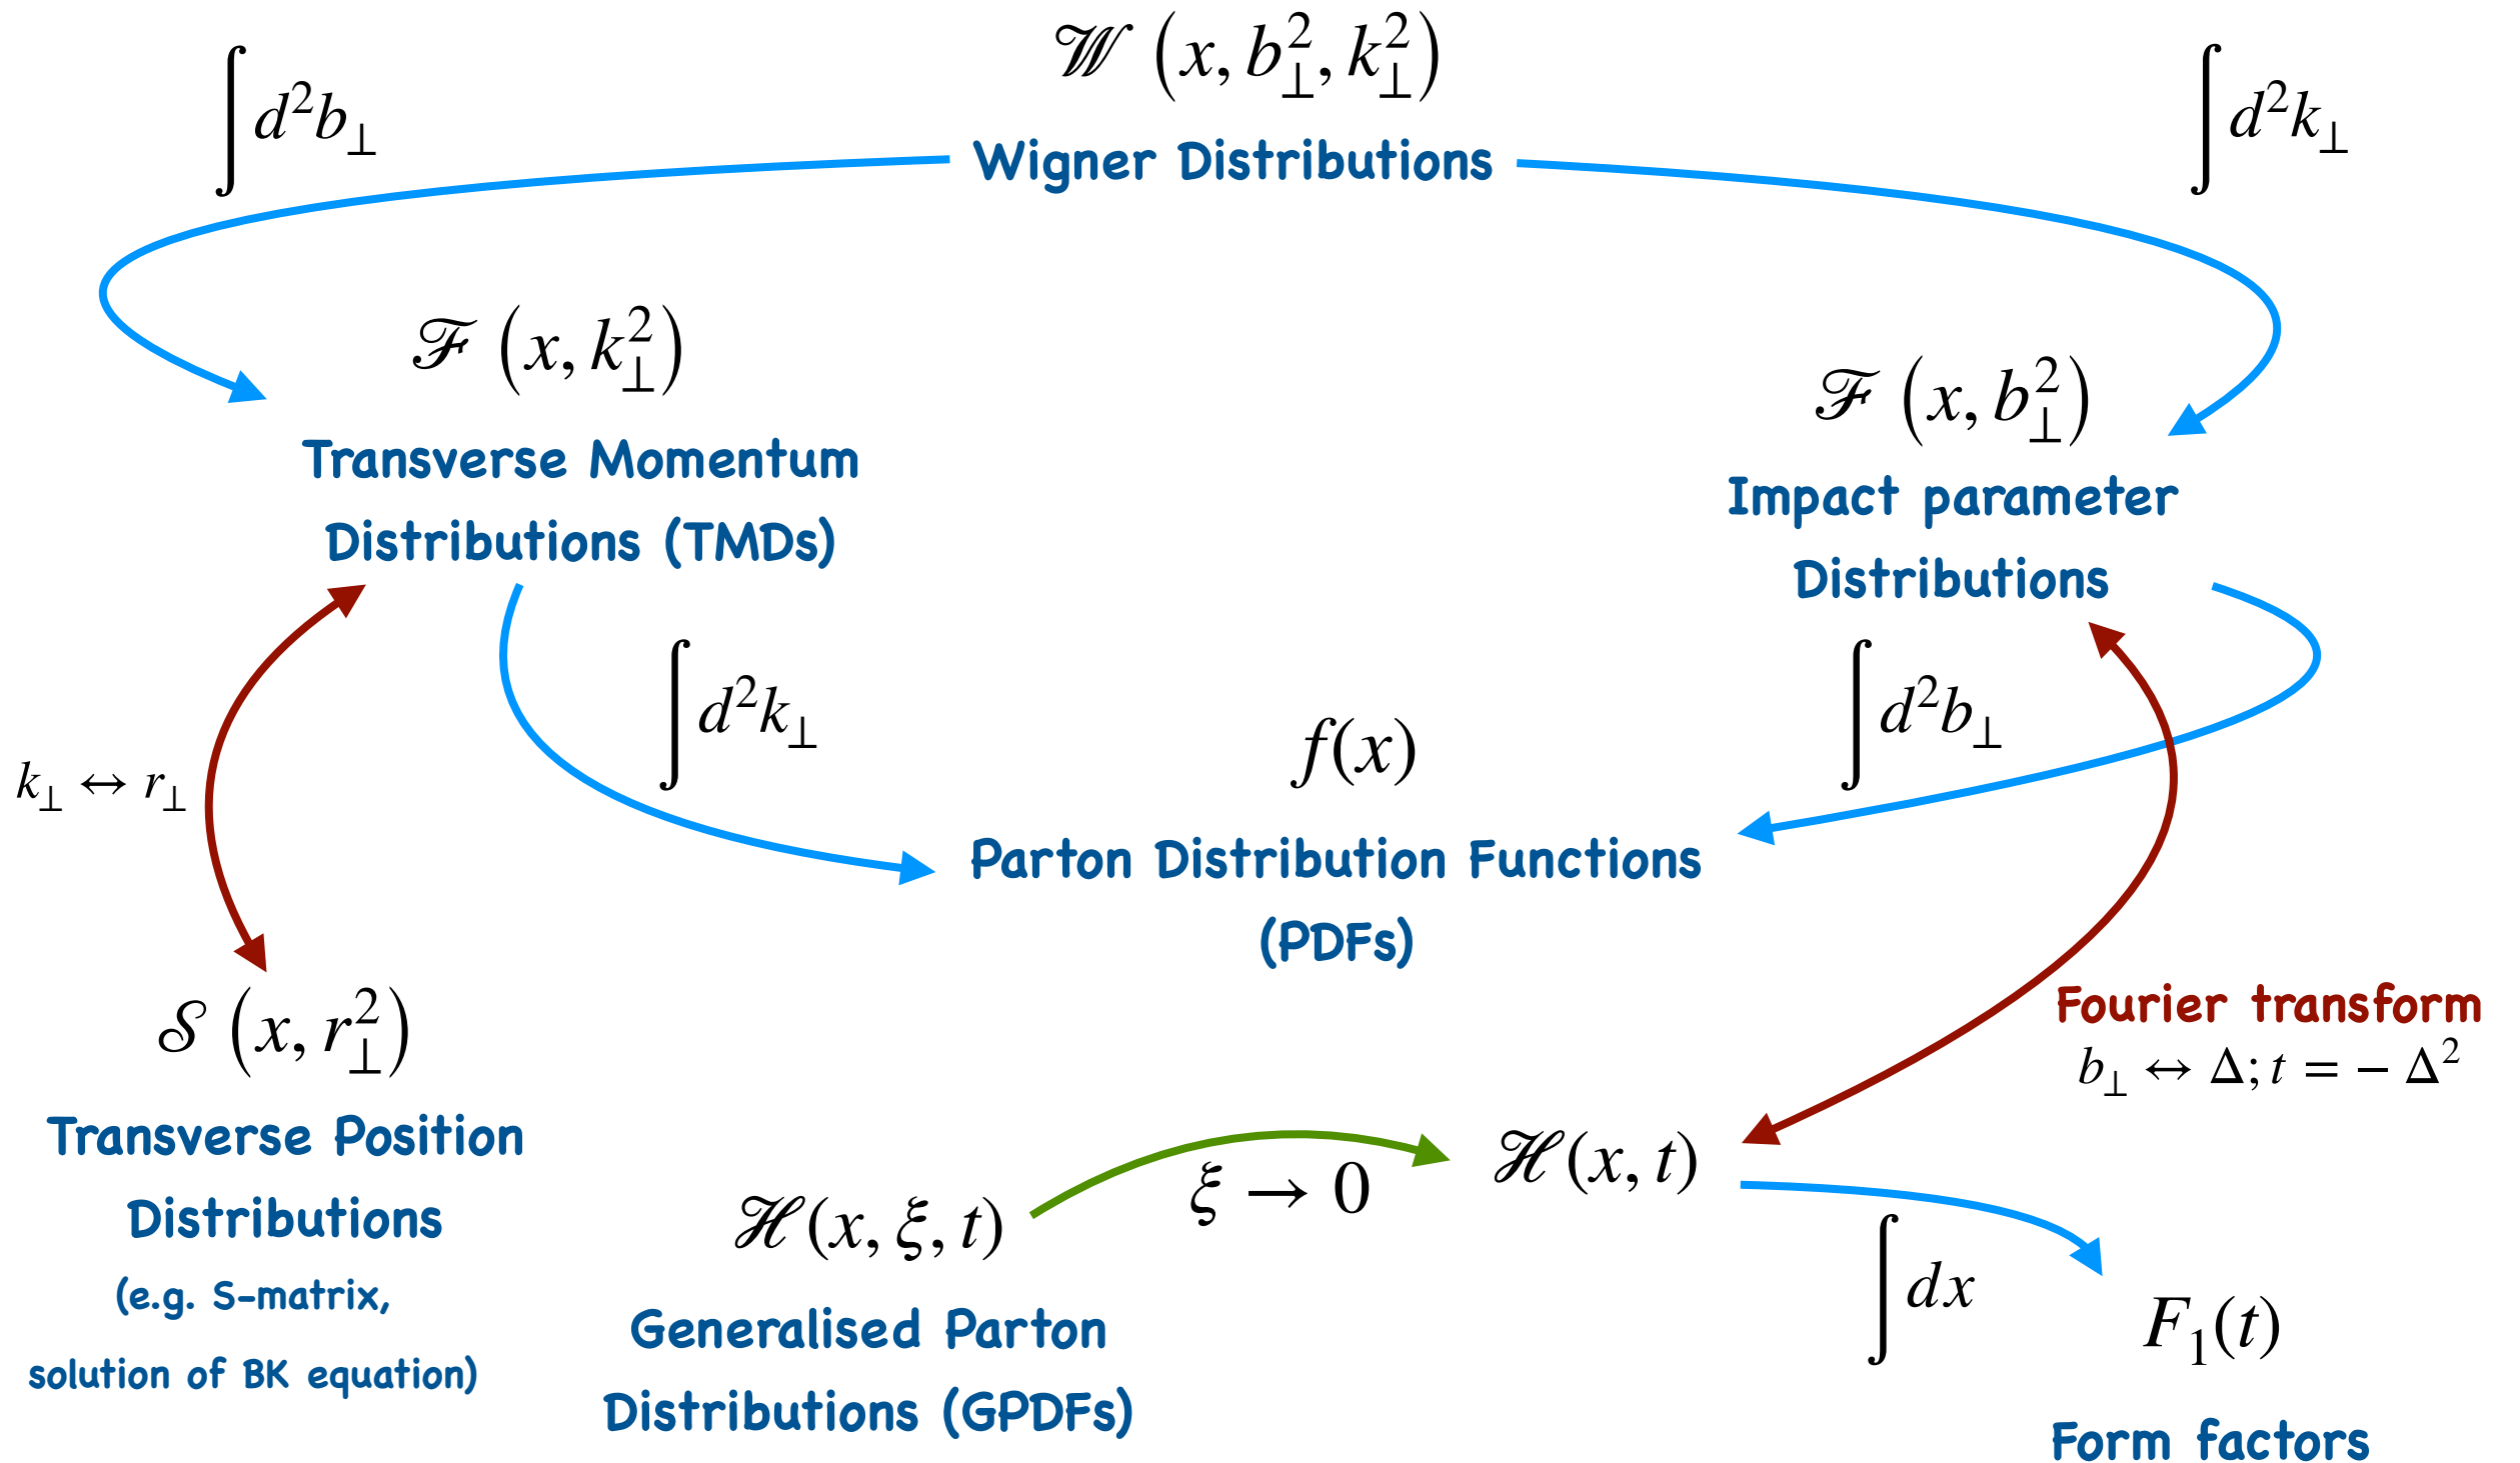 𝒲 (x, b⊥², k⊥²)
Wigner Distributions
∫ d²b⊥
∫ d²k⊥
ℱ (x, k⊥²)
Transverse Momentum
Distributions (TMDs)
ℱ (x, b⊥²)
Impact parameter
Distributions
∫ d²k⊥
∫ d²b⊥
k⊥ ↔ r⊥
f(x)
Parton Distribution Functions
(PDFs)
𝒮 (x, r⊥²)
Transverse Position
Distributions
(e.g. S-matrix,
solution of BK equation)
Fourier transform
b⊥ ↔ Δ; t = − Δ²
ℋ(x, ξ, t)
Generalised Parton
Distributions (GPDFs)
ξ → 0
ℋ(x, t)
∫ dx
F₁(t)
Form factors